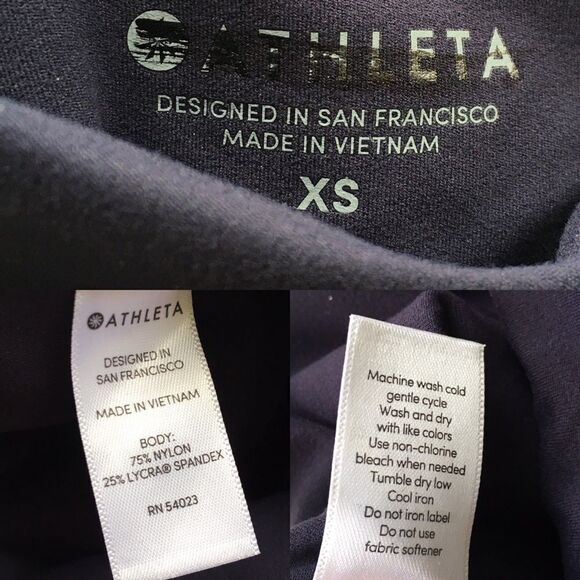 ATHLETA
DESIGNED IN SAN FRANCISCO
MADE IN VIETNAM
XS
ATHLETA
DESIGNED IN
SAN FRANCISCO
MADE IN VIETNAM
BODY:
75% NYLON
25% LYCRA® SPANDEX
RN 54023
Machine wash cold
gentle cycle
Wash and dry
with like colors
Use non-chlorine
bleach when needed
Tumble dry low
Cool iron
Do not iron label
Do not use
fabric softener